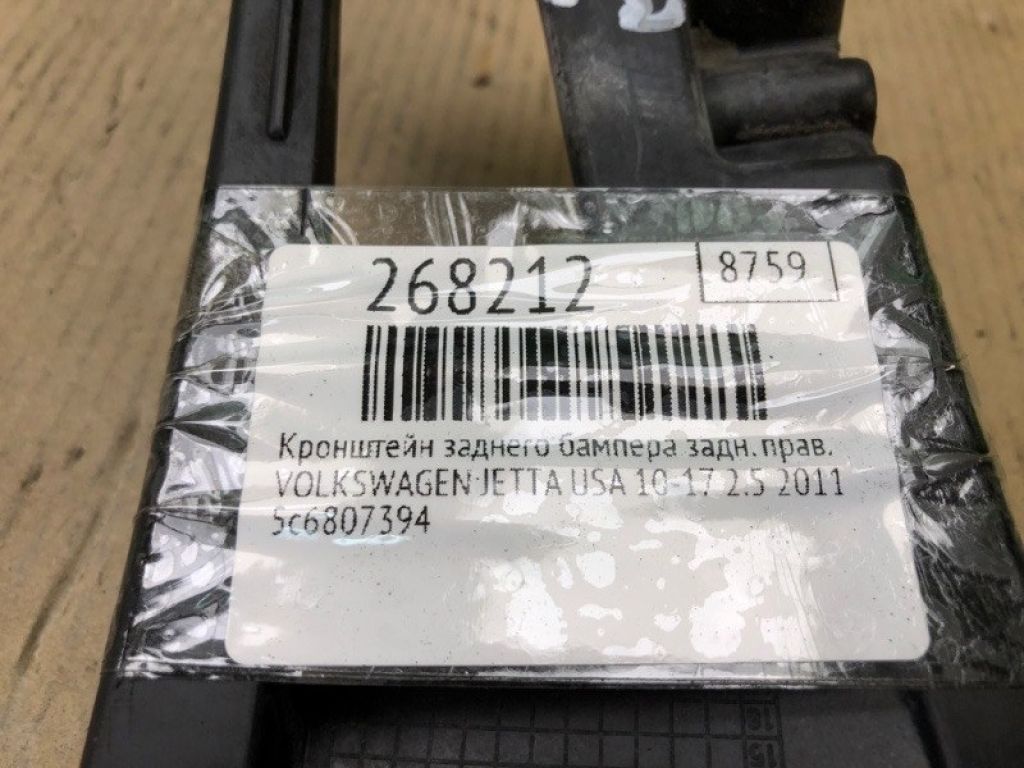 268212
8759
Кронштейн заднего бампера задн. прав.
VOLKSWAGEN JETTA USA 10-17 2.5 2011
5c6807394